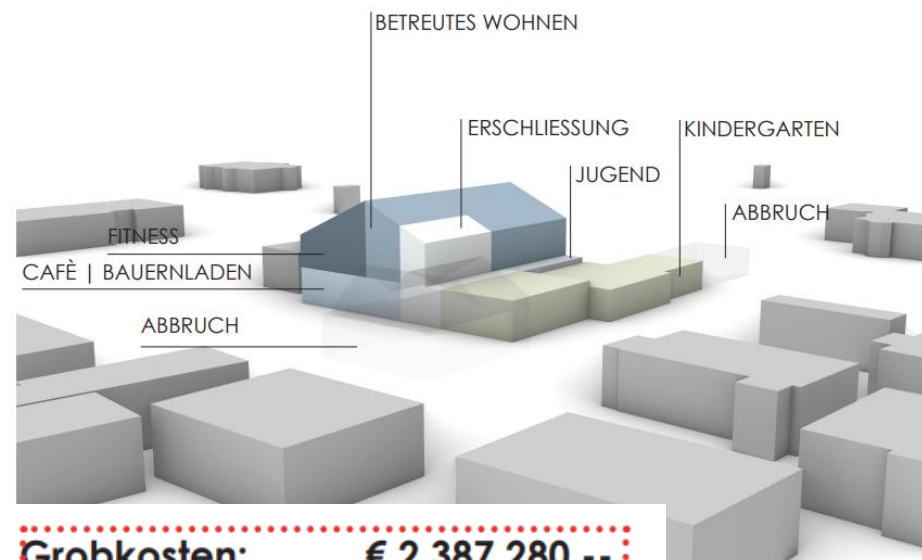 BETREUTES WOHNEN
ERSCHLIESSUNG
KINDERGARTEN
JUGEND
ABBRUCH
FITNESS
CAFÈ | BAUERNLADEN
ABBRUCH
Grobkosten: € 2.387.280,--